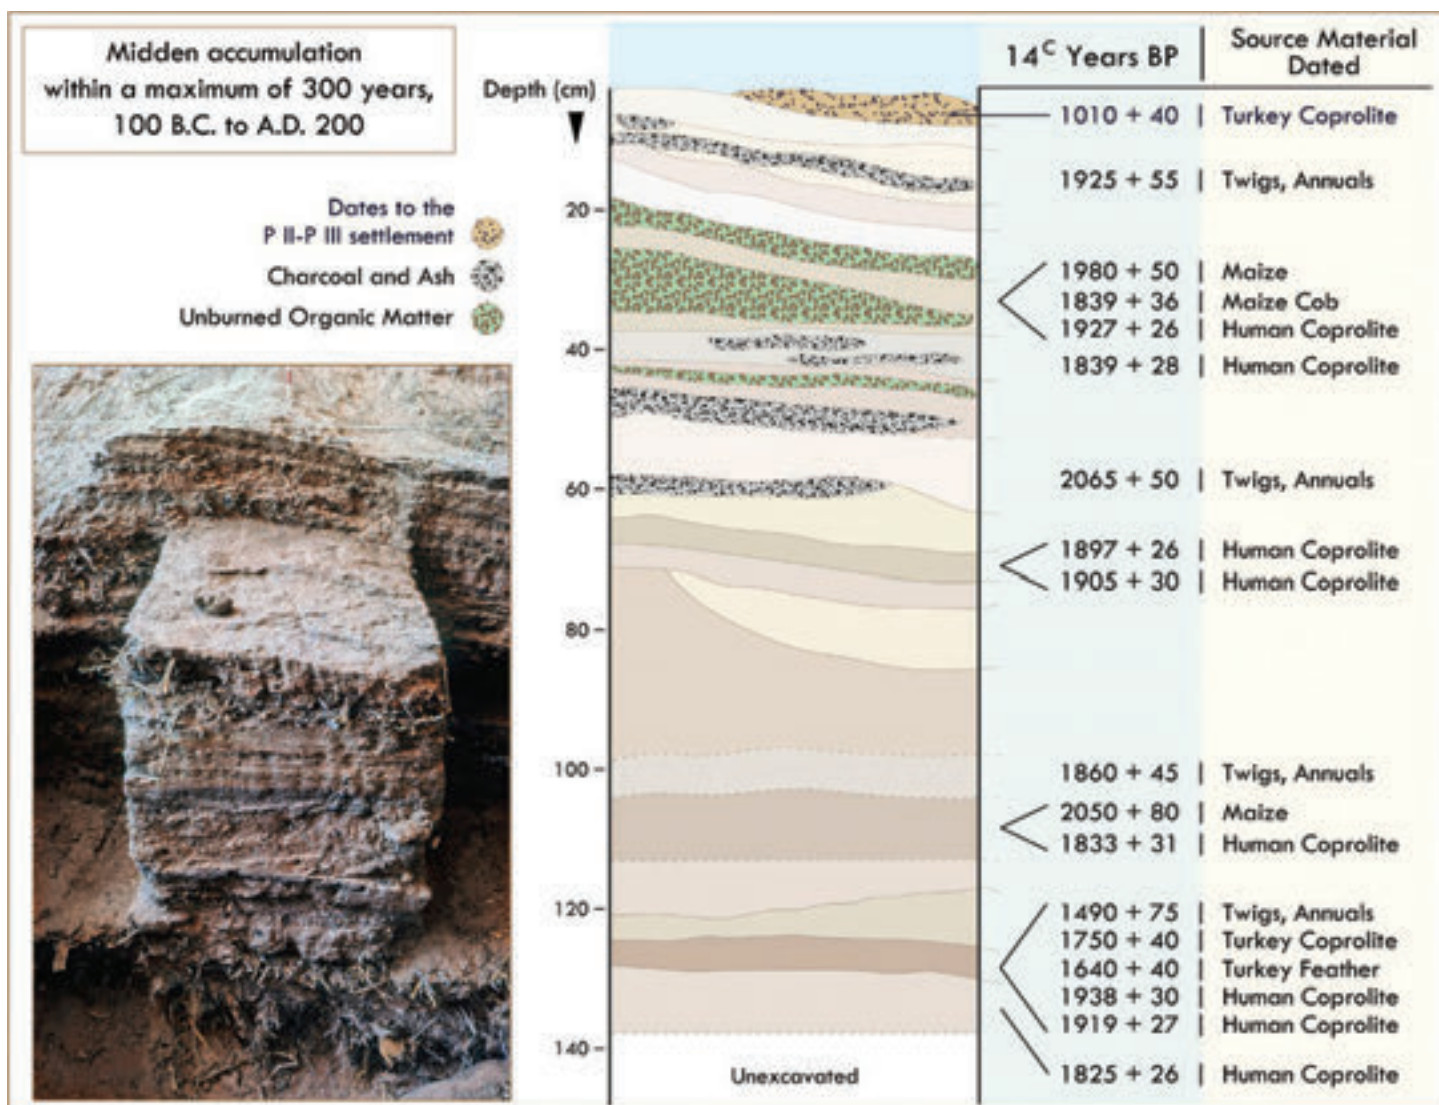 Midden accumulation
within a maximum of 300 years,
100 B.C. to A.D. 200
Dates to the
P II-P III settlement
Charcoal and Ash
Unburned Organic Matter
Depth (cm)
20
40
60
80
100
120
140
Unexcavated
14C Years BP | Source Material Dated
1010 + 40 | Turkey Coprolite
1925 + 55 | Twigs, Annuals
1980 + 50 | Maize
1839 + 36 | Maize Cob
1927 + 26 | Human Coprolite
1839 + 28 | Human Coprolite
2065 + 50 | Twigs, Annuals
1897 + 26 | Human Coprolite
1905 + 30 | Human Coprolite
1860 + 45 | Twigs, Annuals
2050 + 80 | Maize
1833 + 31 | Human Coprolite
1490 + 75 | Twigs, Annuals
1750 + 40 | Turkey Coprolite
1640 + 40 | Turkey Feather
1938 + 30 | Human Coprolite
1919 + 27 | Human Coprolite
1825 + 26 | Human Coprolite